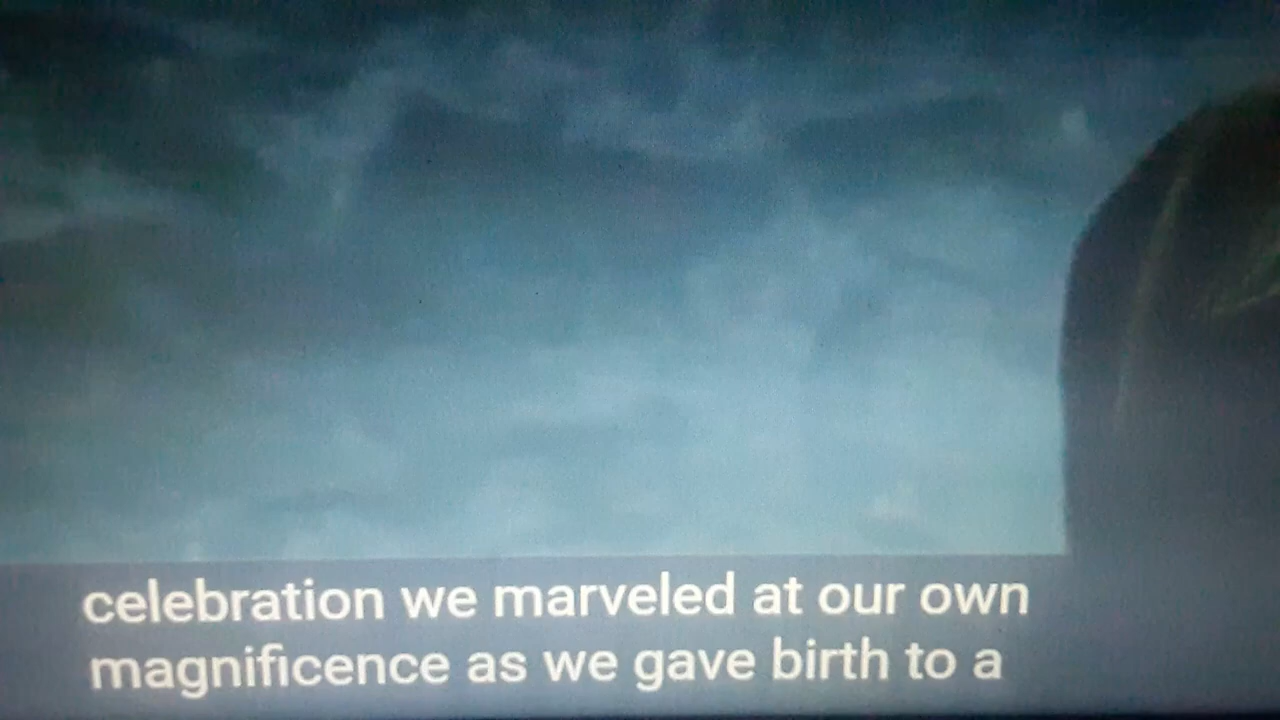 celebration we marveled at our own
magnificence as we gave birth to a